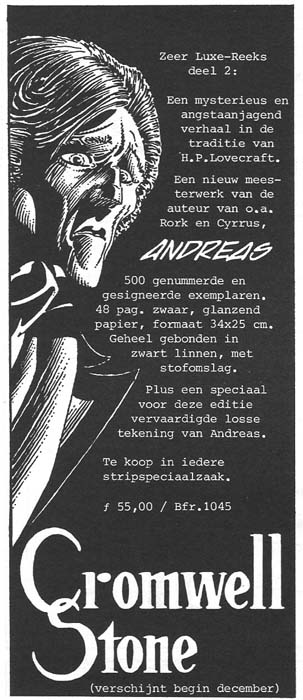 Zeer Luxe-Reeks
deel 2:
Een mysterieus en
angstaanjagend
verhaal in de
traditie van
H.P.Lovecraft.
Een nieuw mees-
terwerk van de
auteur van o.a.
Rork en Cyrrus,
ANDREAS
500 genummerde en
gesigneerde exemplaren.
48 pag. zwaar, glanzend
papier, formaat 34x25 cm.
Geheel gebonden in
zwart linnen, met
stofomslag.
Plus een speciaal
voor deze editie
vervaardigde losse
tekening van Andreas.
Te koop in iedere
stripspeciaalzaak.
ƒ 55,00 / Bfr.1045
Cromwell
Stone
(verschijnt begin december)